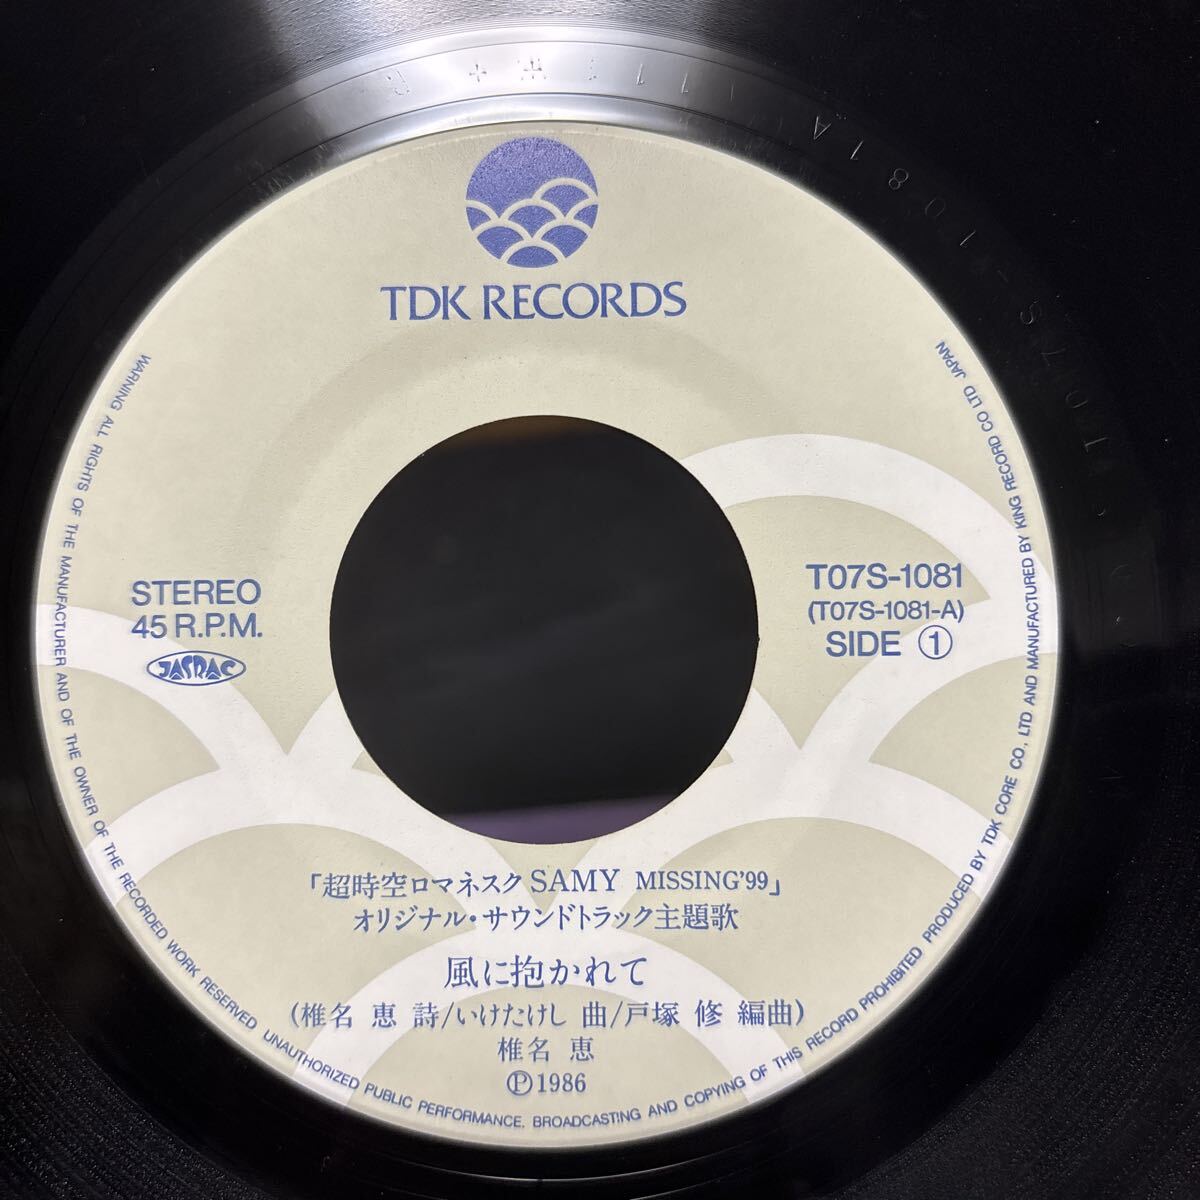 TDK RECORDS
STEREO
45 R.P.M.
JASRAC
T07S-1081
(T07S-1081-A)
SIDE ①
「超時空ロマネスク SAMY MISSING'99」
オリジナル・サウンドトラック主題歌
風に抱かれて
(椎名 恵 詩/いけたけし 曲/戸塚 修 編曲)
椎名 恵
Ⓟ1986
WARNING ALL RIGHTS OF THE MANUFACTURER AND OF THE OWNER OF THE RECORDED WORK RESERVED UNAUTHORIZED PUBLIC PERFORMANCE, BROADCASTING AND COPYING OF THIS RECORD PROHIBITED PRODUCED BY TDK CORE CO., LTD AND MANUFACTURED BY KING RECORD CO LTD JAPAN
T07S-1081A